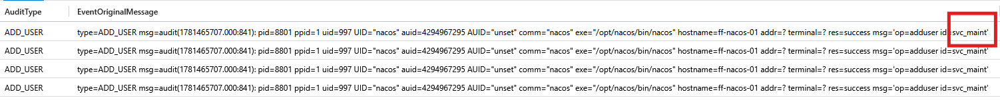 AuditType EventOriginalMessage
ADD_USER type=ADD_USER msg=audit(1781465707.000:841): pid=8801 ppid=1 uid=997 UID="nacos" auid=4294967295 AUID="unset" comm="nacos" exe="/opt/nacos/bin/nacos" hostname=ff-nacos-01 addr=? terminal=? res=success msg='op=adduser id=svc_maint'
ADD_USER type=ADD_USER msg=audit(1781465707.000:841): pid=8801 ppid=1 uid=997 UID="nacos" auid=4294967295 AUID="unset" comm="nacos" exe="/opt/nacos/bin/nacos" hostname=ff-nacos-01 addr=? terminal=? res=success msg='op=adduser id=svc_maint'
ADD_USER type=ADD_USER msg=audit(1781465707.000:841): pid=8801 ppid=1 uid=997 UID="nacos" auid=4294967295 AUID="unset" comm="nacos" exe="/opt/nacos/bin/nacos" hostname=ff-nacos-01 addr=? terminal=? res=success msg='op=adduser id=svc_maint'
ADD_USER type=ADD_USER msg=audit(1781465707.000:841): pid=8801 ppid=1 uid=997 UID="nacos" auid=4294967295 AUID="unset" comm="nacos" exe="/opt/nacos/bin/nacos" hostname=ff-nacos-01 addr=? terminal=? res=success msg='op=adduser id=svc_maint'